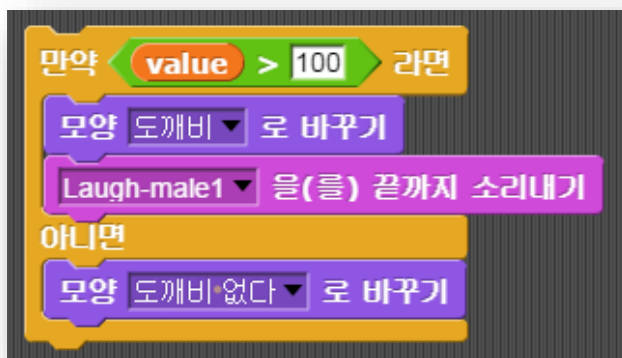 만약 value > 100 라면
모양 도깨비 로 바꾸기
Laugh-male1 을(를) 끝까지 소리내기
아니면
모양 도깨비 없다 로 바꾸기